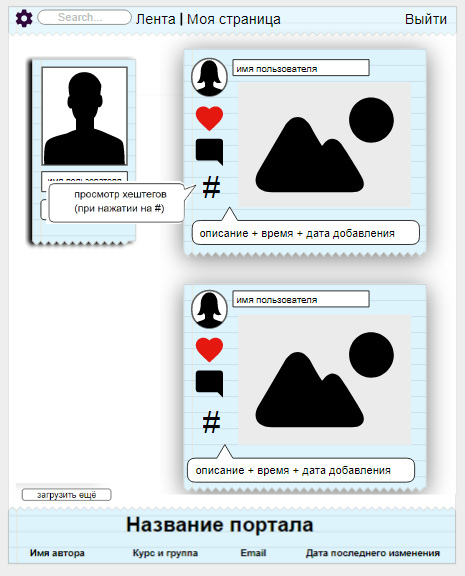 Search...
Лента | Моя страница
Выйти
имя пользователя
имя пользователя
просмотр хештегов
(при нажатии на #)
#
описание + время + дата добавления
имя пользователя
#
описание + время + дата добавления
загрузить ещё
Название портала
Имя автора
Курс и группа
Email
Дата последнего изменения